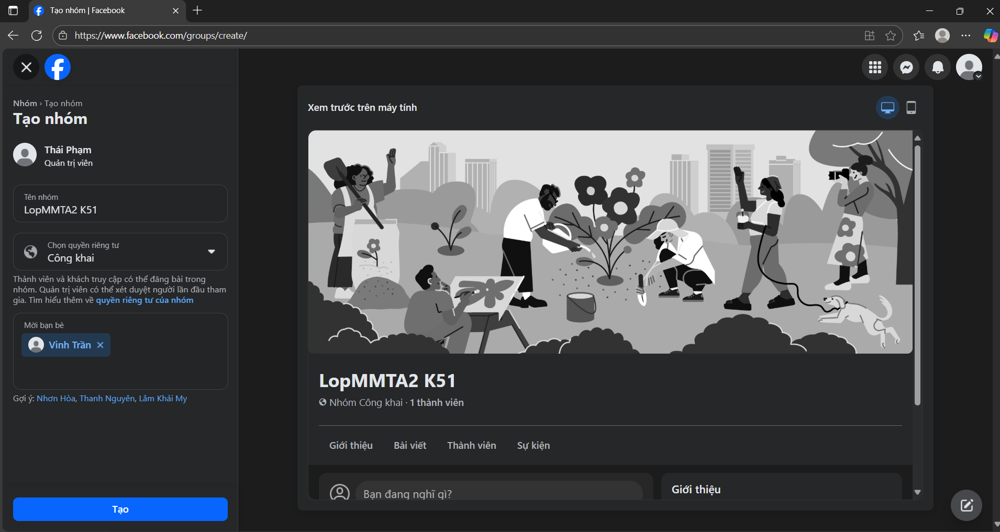 Tạo nhóm | Facebook
https://www.facebook.com/groups/create/
Nhóm › Tạo nhóm
Tạo nhóm
Thái Phạm
Quản trị viên
Tên nhóm
LopMMTA2 K51
Chọn quyền riêng tư
Công khai
Thành viên và khách truy cập có thể đăng bài trong
nhóm. Quản trị viên có thể xét duyệt người lần đầu tham
gia. Tìm hiểu thêm về quyền riêng tư của nhóm
Mời bạn bè
Vinh Trần
Gợi ý: Nhơn Hòa, Thanh Nguyên, Lâm Khải My
Tạo
Xem trước trên máy tính
LopMMTA2 K51
Nhóm Công khai · 1 thành viên
Giới thiệu Bài viết Thành viên Sự kiện
Bạn đang nghĩ gì?
Giới thiệu